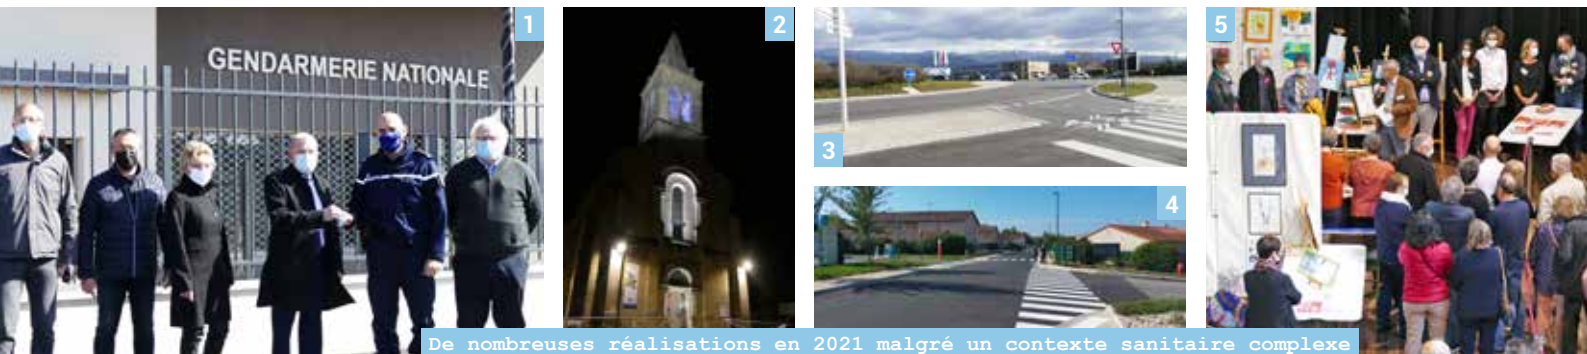 1
GENDARMERIE NATIONALE
2
3
4
5
De nombreuses réalisations en 2021 malgré un contexte sanitaire complexe